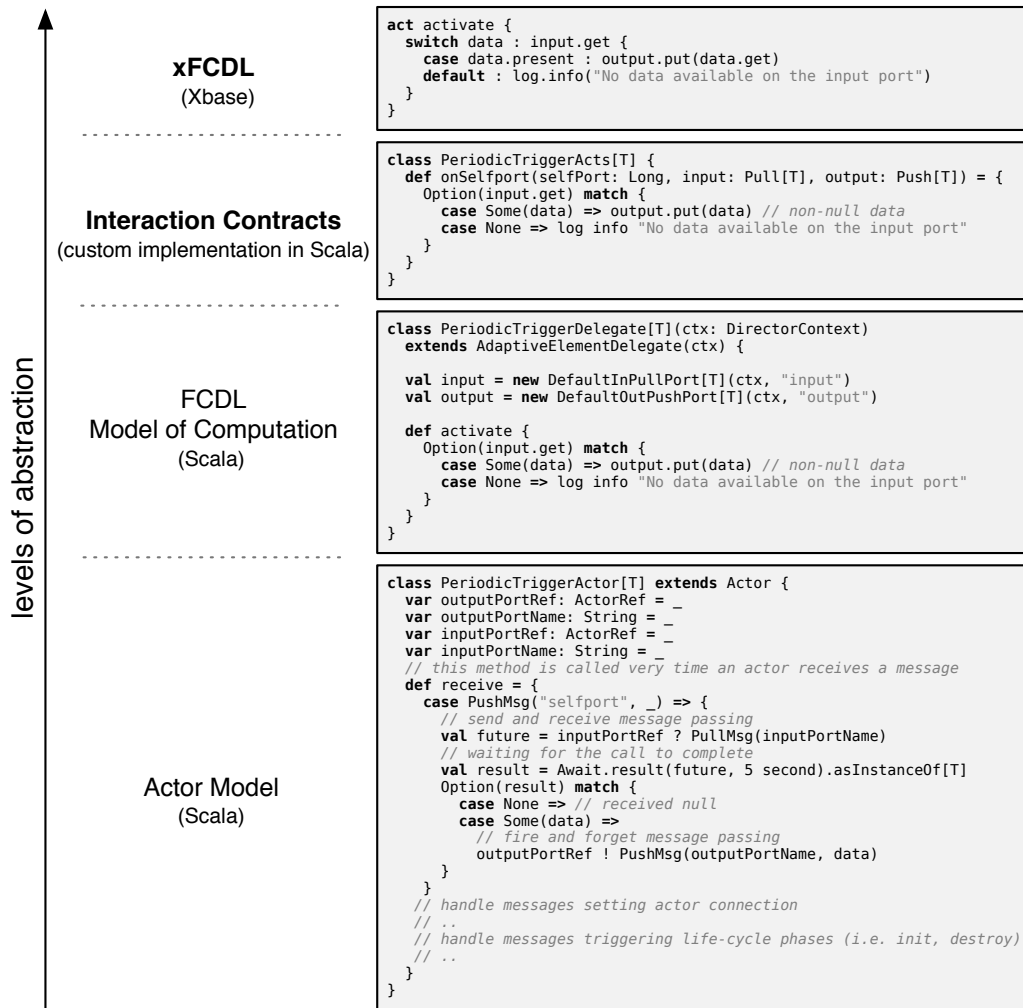 levels of abstraction
xFCDL
(Xbase)
act activate {
  switch data : input.get {
    case data.present : output.put(data.get)
    default : log.info("No data available on the input port")
  }
}
Interaction Contracts
(custom implementation in Scala)
class PeriodicTriggerActs[T] {
  def onSelfport(selfPort: Long, input: Pull[T], output: Push[T]) = {
    Option(input.get) match {
      case Some(data) => output.put(data) // non-null data
      case None => log info "No data available on the input port"
    }
  }
}
FCDL
Model of Computation
(Scala)
class PeriodicTriggerDelegate[T](ctx: DirectorContext)
  extends AdaptiveElementDelegate(ctx) {
  val input = new DefaultInPullPort[T](ctx, "input")
  val output = new DefaultOutPushPort[T](ctx, "output")
  def activate {
    Option(input.get) match {
      case Some(data) => output.put(data) // non-null data
      case None => log info "No data available on the input port"
    }
  }
}
Actor Model
(Scala)
class PeriodicTriggerActor[T] extends Actor {
  var outputPortRef: ActorRef = _
  var outputPortName: String = _
  var inputPortRef: ActorRef = _
  var inputPortName: String = _
  // this method is called very time an actor receives a message
  def receive = {
    case PushMsg("selfport", _) => {
      // send and receive message passing
      val future = inputPortRef ? PullMsg(inputPortName)
      // waiting for the call to complete
      val result = Await.result(future, 5 second).asInstanceOf[T]
      Option(result) match {
        case None => // received null
        case Some(data) =>
          // fire and forget message passing
          outputPortRef ! PushMsg(outputPortName, data)
      }
    }
   // handle messages setting actor connection
   // ..
   // handle messages triggering life-cycle phases (i.e. init, destroy)
   // ..
  }
}